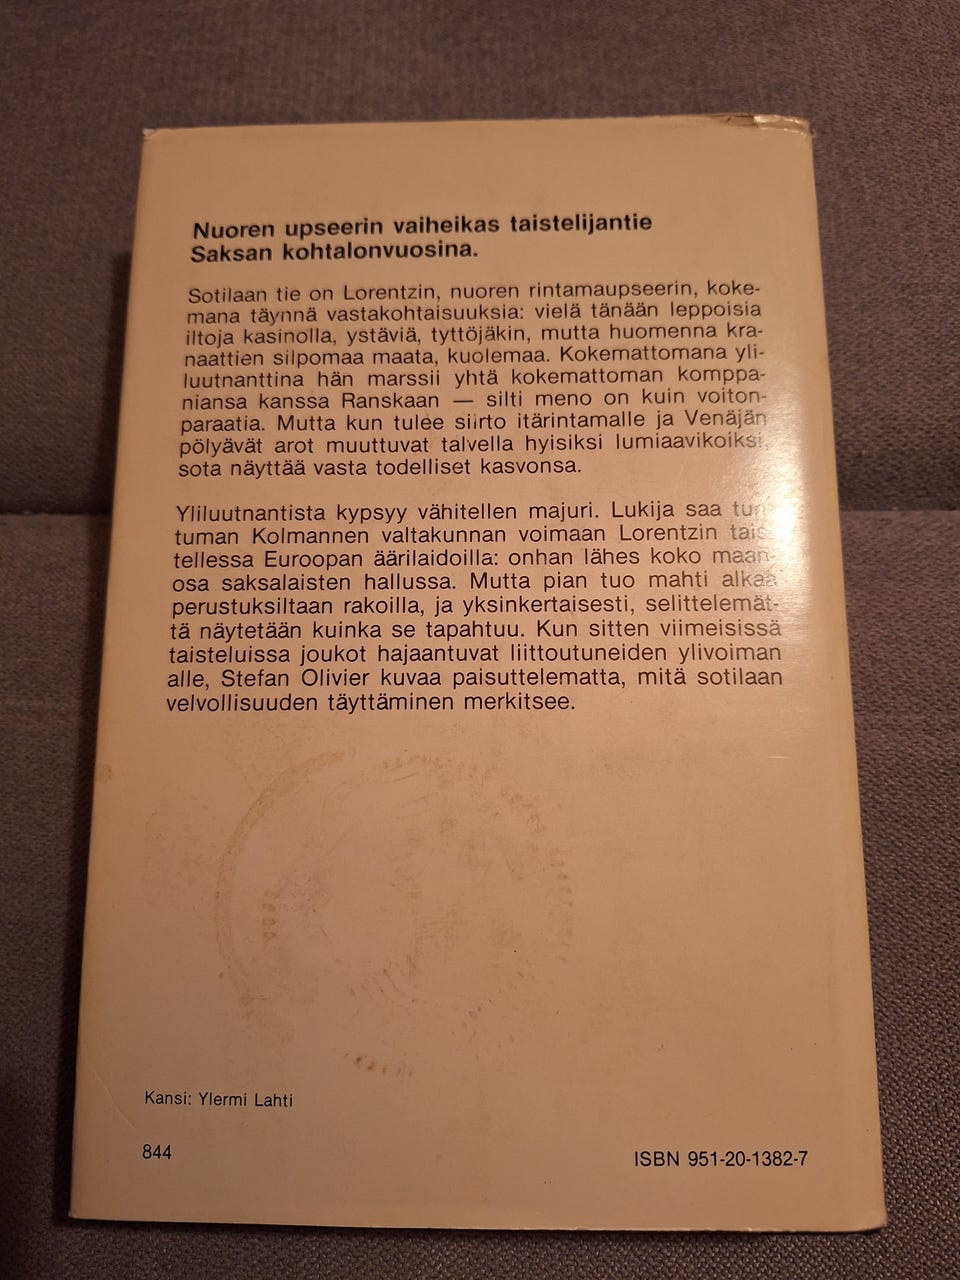 Nuoren upseerin vaiheikas taistelijantie
Saksan kohtalonvuosina.
Sotilaan tie on Lorentzin, nuoren rintamaupseerin, koke-
mana täynnä vastakohtaisuuksia: vielä tänään leppoisia
iltoja kasinolla, ystäviä, tyttöjäkin, mutta huomenna kra-
naattien silpomaa maata, kuolemaa. Kokemattomana yli-
luutnanttina hän marssii yhtä kokemattoman komppa-
niansa kanssa Ranskaan — silti meno on kuin voiton-
paraatia. Mutta kun tulee siirto itärintamalle ja Venäjän
pölyävät arot muuttuvat talvella hyisiksi lumiaavikoiksi,
sota näyttää vasta todelliset kasvonsa.
Yliluutnantista kypsyy vähitellen majuri. Lukija saa tun-
tuman Kolmannen valtakunnan voimaan Lorentzin tais-
tellessa Euroopan äärilaidoilla: onhan lähes koko maan-
osa saksalaisten hallussa. Mutta pian tuo mahti alkaa
perustuksiltaan rakoilla, ja yksinkertaisesti, selittelemät-
tä näytetään kuinka se tapahtuu. Kun sitten viimeisissä
taisteluissa joukot hajaantuvat liittoutuneiden ylivoiman
alle, Stefan Olivier kuvaa paisuttelematta, mitä sotilaan
velvollisuuden täyttäminen merkitsee.
Kansi: Ylermi Lahti
844
ISBN 951-20-1382-7